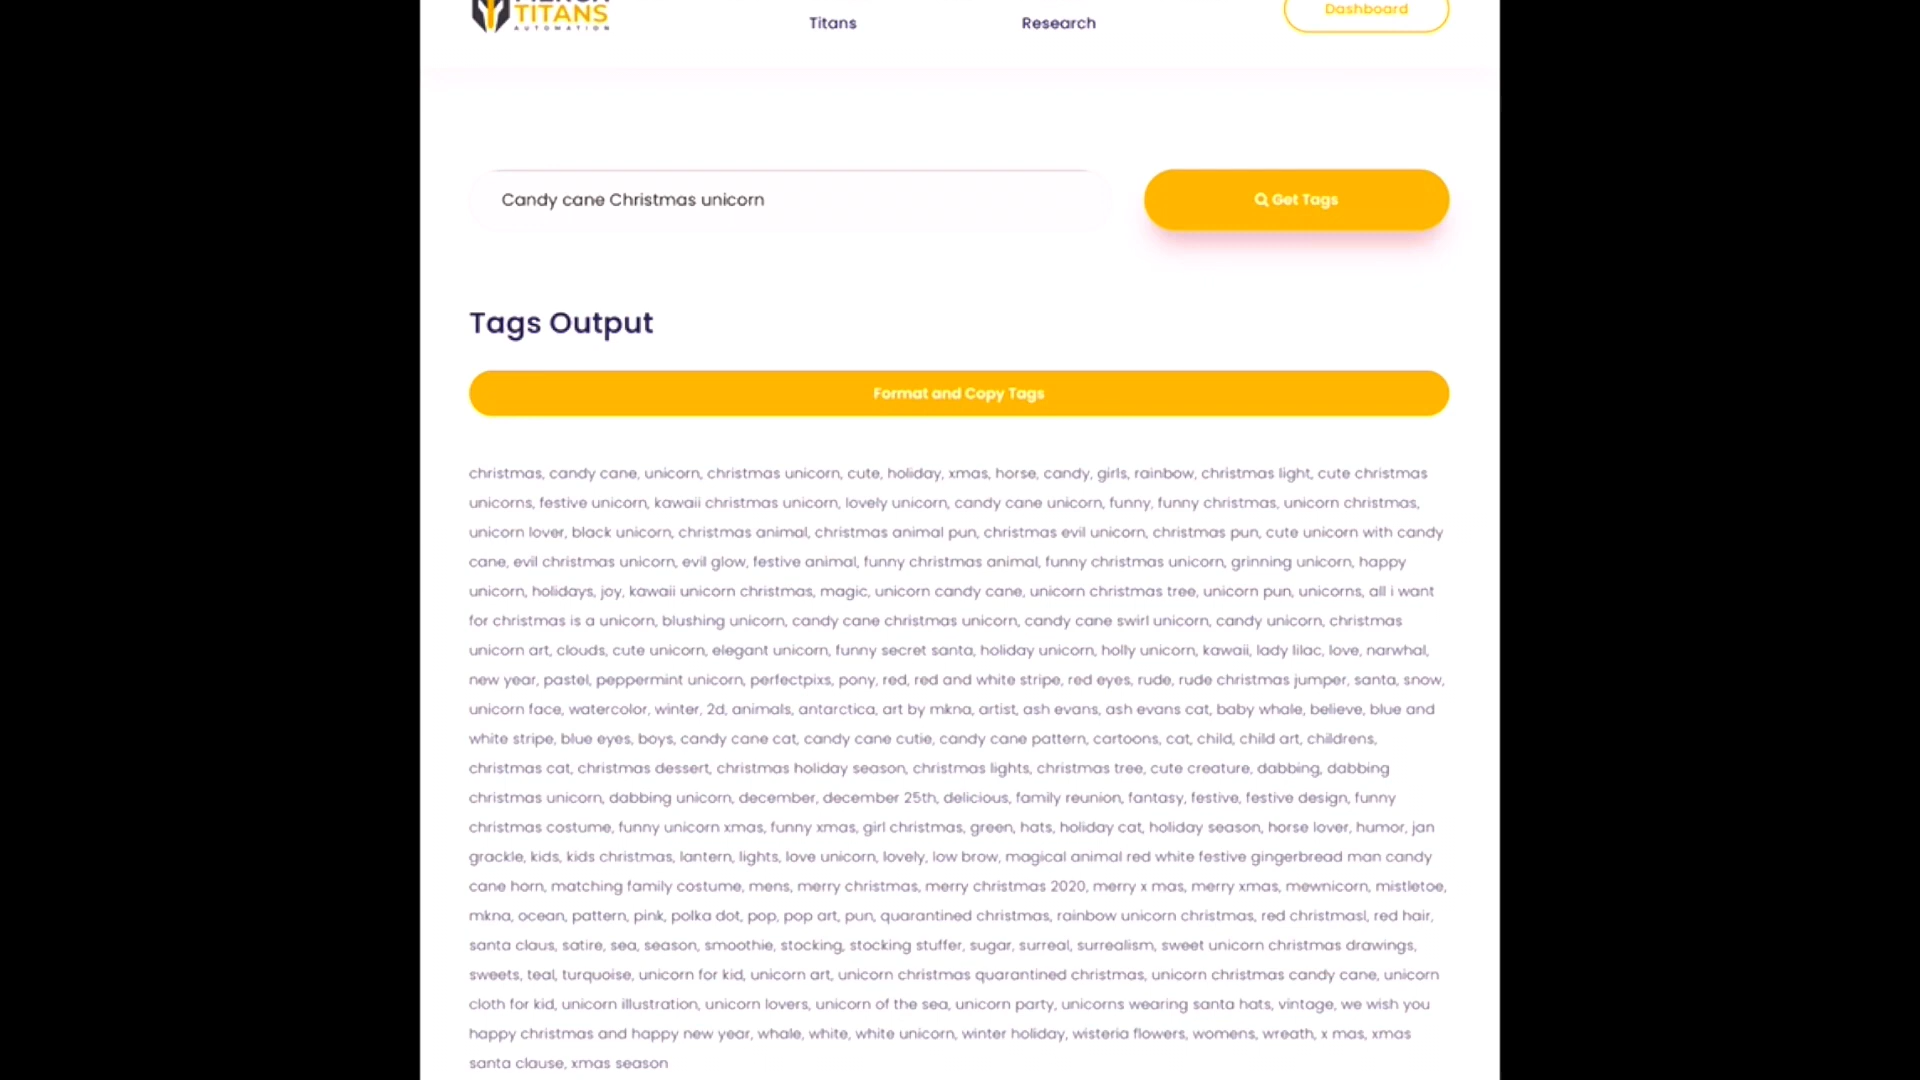 TITANS
AUTOMATION
Titans
Research
Dashboard
Candy cane Christmas unicorn
Get Tags
Tags Output
Format and Copy Tags
christmas, candy cane, unicorn, christmas unicorn, cute, holiday, xmas, horse, candy, girls, rainbow, christmas light, cute christmas
unicorns, festive unicorn, kawaii christmas unicorn, lovely unicorn, candy cane unicorn, funny, funny christmas, unicorn christmas,
unicorn lover, black unicorn, christmas animal, christmas animal pun, christmas evil unicorn, christmas pun, cute unicorn with candy
cane, evil christmas unicorn, evil glow, festive animal, funny christmas animal, funny christmas unicorn, grinning unicorn, happy
unicorn, holidays, joy, kawaii unicorn christmas, magic, unicorn candy cane, unicorn christmas tree, unicorn pun, unicorns, all i want
for christmas is a unicorn, blushing unicorn, candy cane christmas unicorn, candy cane swirl unicorn, candy unicorn, christmas
unicorn art, clouds, cute unicorn, elegant unicorn, funny secret santa, holiday unicorn, holly unicorn, kawaii, lady lilac, love, narwhal,
new year, pastel, peppermint unicorn, perfectpixs, pony, red, red and white stripe, red eyes, rude, rude christmas jumper, santa, snow,
unicorn face, watercolor, winter, 2d, animals, antarctica, art by mkna, artist, ash evans, ash evans cat, baby whale, believe, blue and
white stripe, blue eyes, boys, candy cane cat, candy cane cutie, candy cane pattern, cartoons, cat, child, child art, childrens,
christmas cat, christmas dessert, christmas holiday season, christmas lights, christmas tree, cute creature, dabbing, dabbing
christmas unicorn, dabbing unicorn, december, december 25th, delicious, family reunion, fantasy, festive, festive design, funny
christmas costume, funny unicorn xmas, funny xmas, girl christmas, green, hats, holiday cat, holiday season, horse lover, humor, jan
grackle, kids, kids christmas, lantern, lights, love unicorn, lovely, low brow, magical animal red white festive gingerbread man candy
cane horn, matching family costume, mens, merry christmas, merry christmas 2020, merry x mas, merry xmas, mewnicorn, mistletoe,
mkna, ocean, pattern, pink, polka dot, pop, pop art, pun, quarantined christmas, rainbow unicorn christmas, red christmasl, red hair,
santa claus, satire, sea, season, smoothie, stocking, stocking stuffer, sugar, surreal, surrealism, sweet unicorn christmas drawings,
sweets, teal, turquoise, unicorn for kid, unicorn art, unicorn christmas quarantined christmas, unicorn christmas candy cane, unicorn
cloth for kid, unicorn illustration, unicorn lovers, unicorn of the sea, unicorn party, unicorns wearing santa hats, vintage, we wish you
happy christmas and happy new year, whale, white, white unicorn, winter holiday, wisteria flowers, womens, wreath, x mas, xmas
santa clause, xmas season